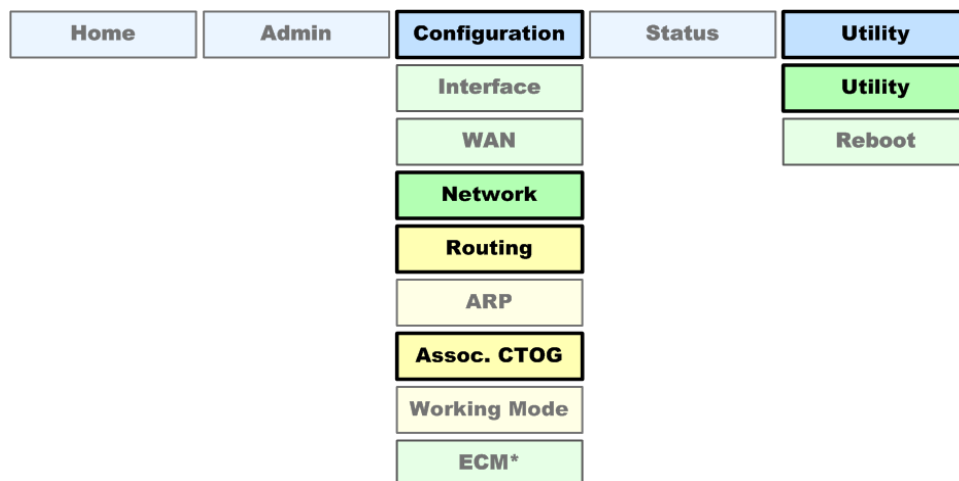 Home Admin Configuration Status Utility
Interface Utility
WAN Reboot
Network
Routing
ARP
Assoc. CTOG
Working Mode
ECM*